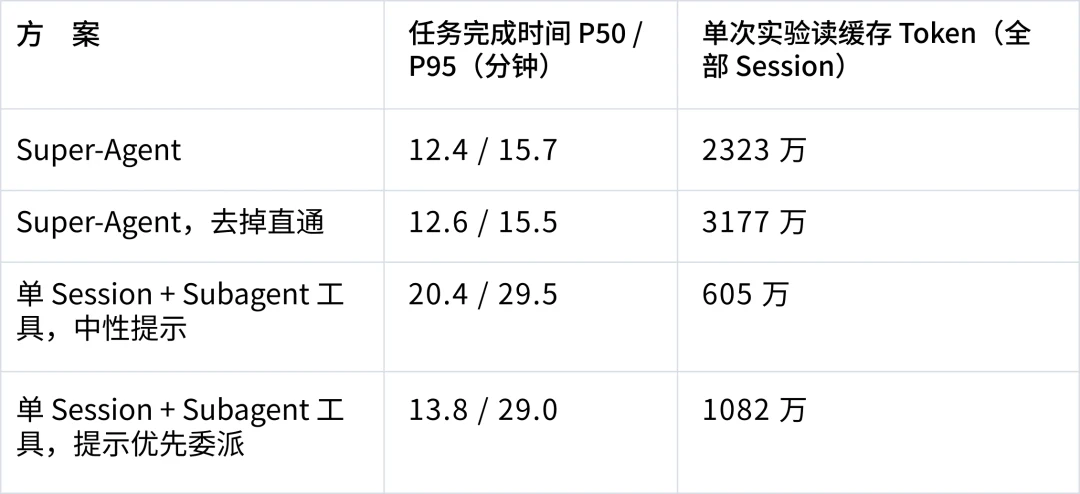 方 案
任务完成时间 P50 /
P95（分钟）
单次实验读缓存 Token（全
部 Session）
Super-Agent
12.4 / 15.7
2323 万
Super-Agent，去掉直通
12.6 / 15.5
3177 万
单 Session + Subagent 工
具，中性提示
20.4 / 29.5
605 万
单 Session + Subagent 工
具，提示优先委派
13.8 / 29.0
1082 万